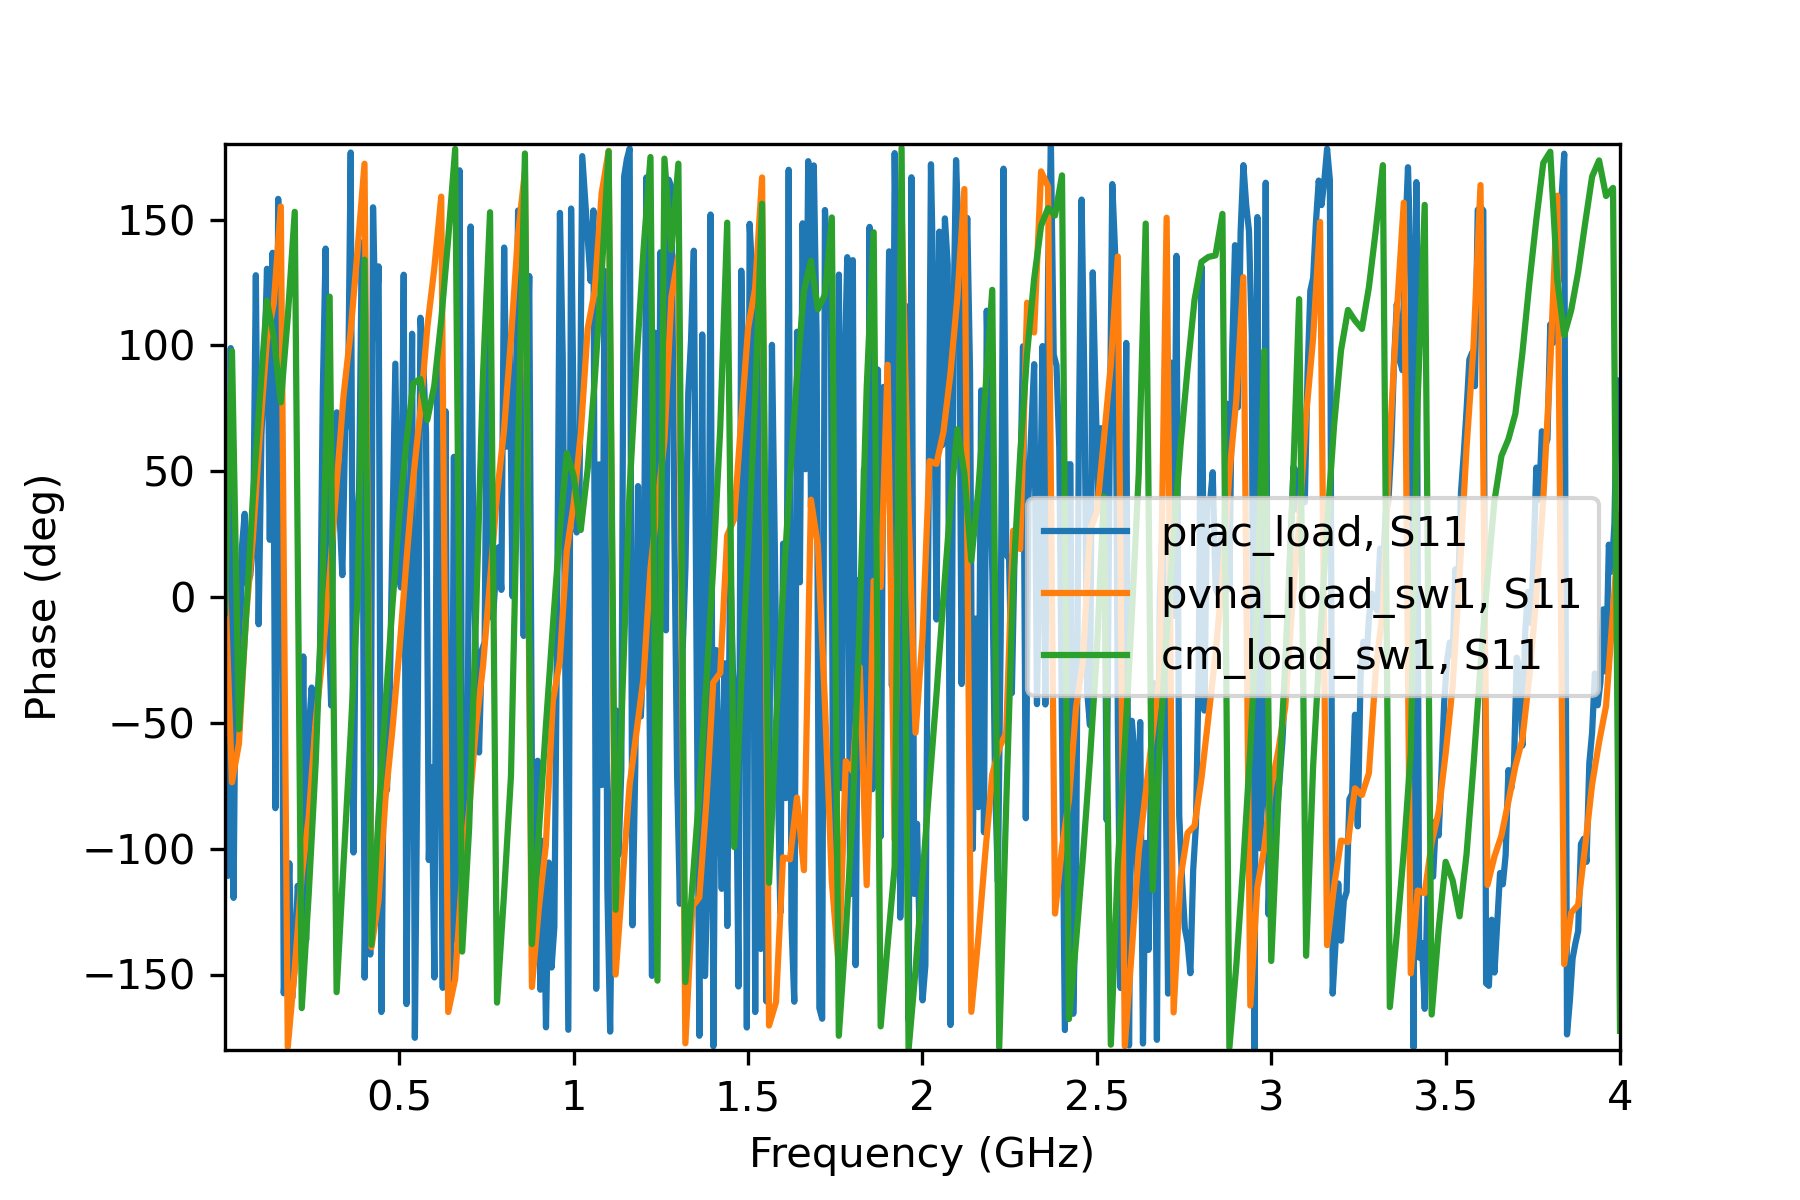 Phase (deg)
150
100
50
0
−50
−100
−150
prac_load, S11
pvna_load_sw1, S11
cm_load_sw1, S11
0.5 1 1.5 2 2.5 3 3.5 4
Frequency (GHz)